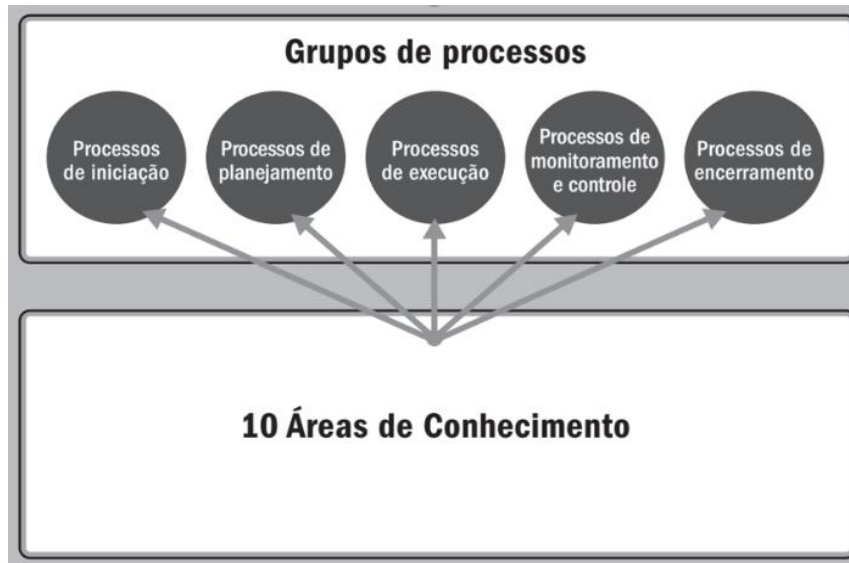 Grupos de processos
Processos
de iniciação
Processos de
planejamento
Processos
de execução
Processos de
monitoramento
e controle
Processos de
encerramento
10 Áreas de Conhecimento